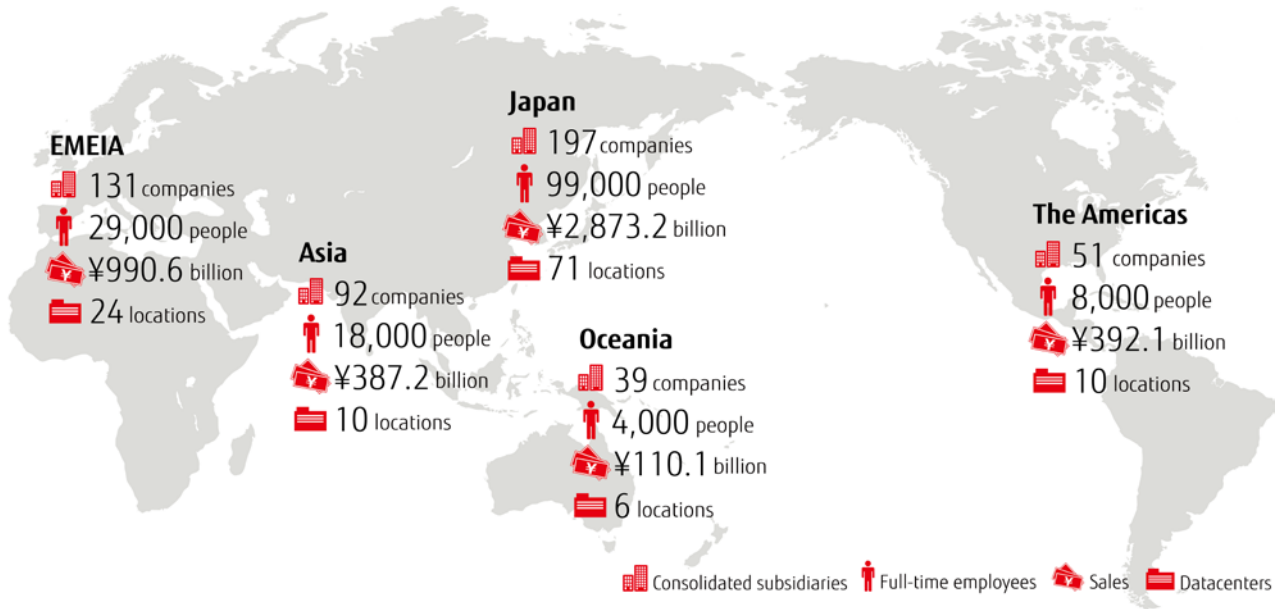 EMEIA
131 companies
29,000 people
¥990.6 billion
24 locations
Asia
92 companies
18,000 people
¥387.2 billion
10 locations
Japan
197 companies
99,000 people
¥2,873.2 billion
71 locations
Oceania
39 companies
4,000 people
¥110.1 billion
6 locations
The Americas
51 companies
8,000 people
¥392.1 billion
10 locations
Consolidated subsidiaries Full-time employees Sales Datacenters